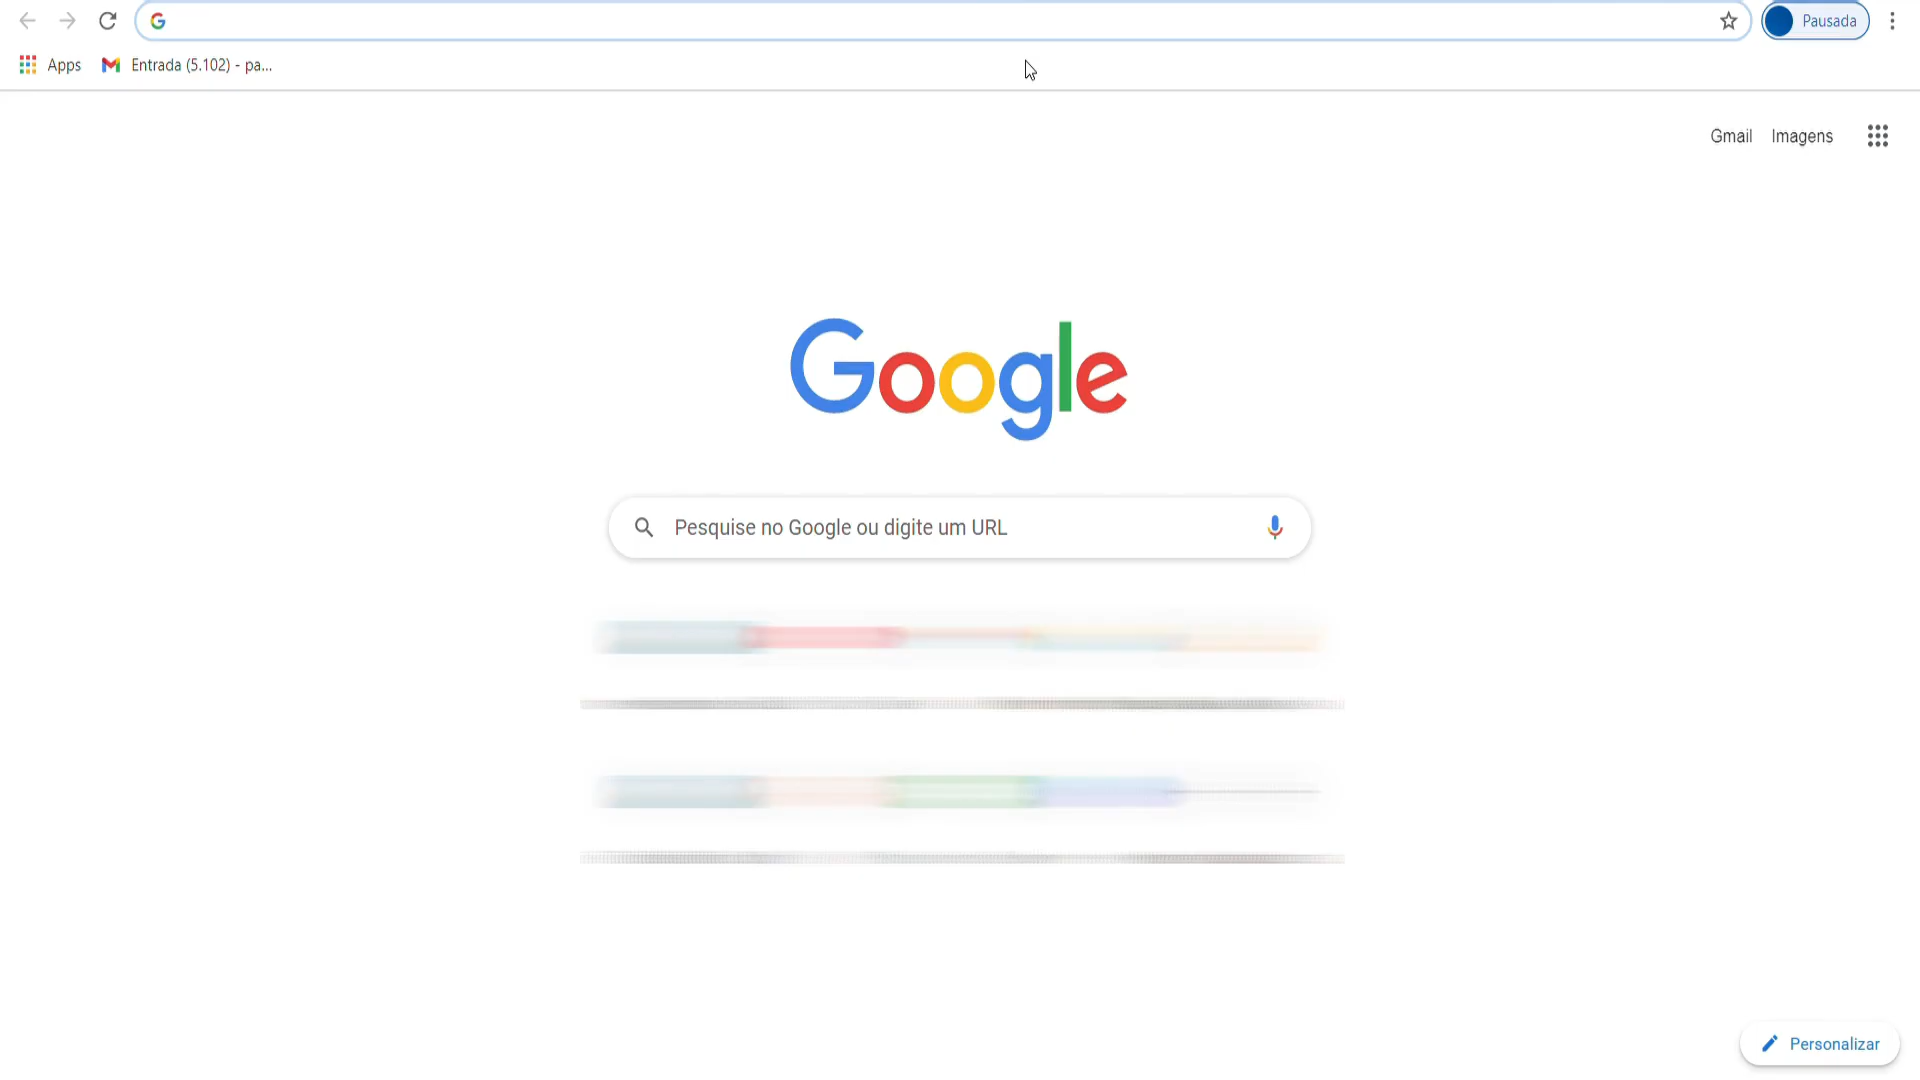 Pausada
Apps Entrada (5.102) - pa...
Gmail Imagens
Google
Pesquise no Google ou digite um URL
Personalizar